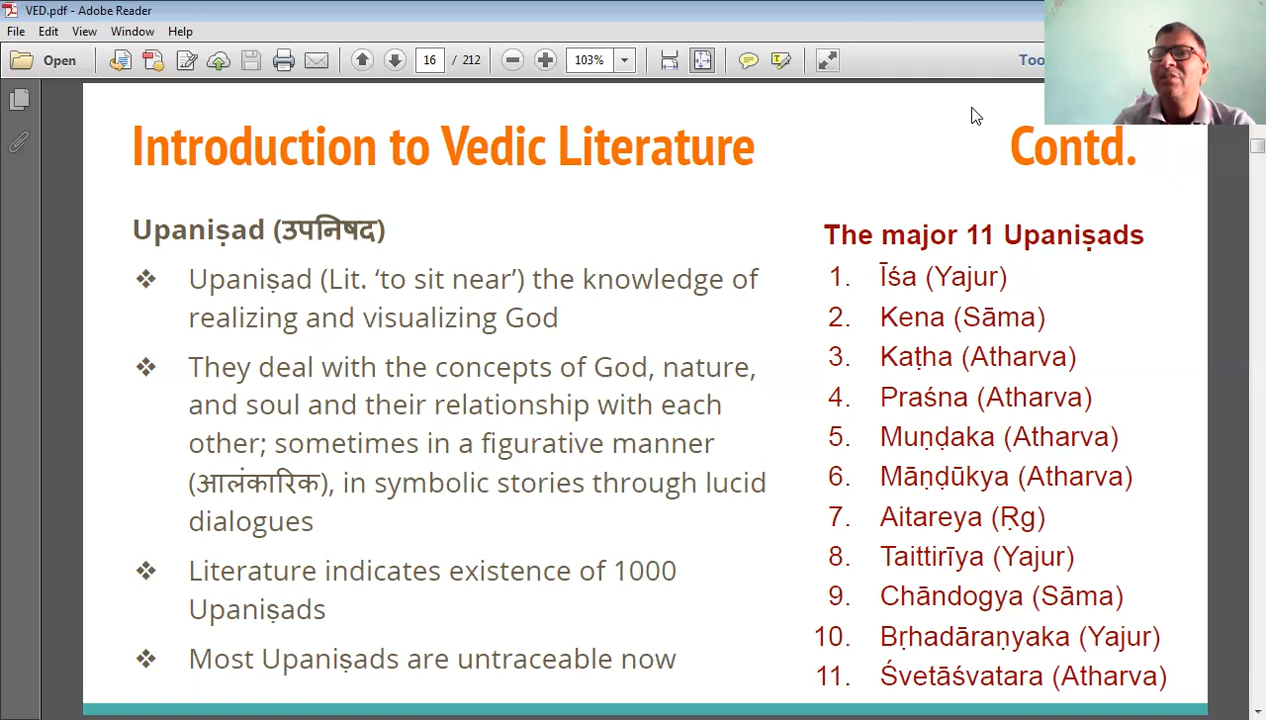 VED.pdf - Adobe Reader
File Edit View Window Help
Open 16 / 212 103%
Introduction to Vedic Literature Contd.
Upaniṣad (उपनिषद)
❖ Upaniṣad (Lit. ‘to sit near’) the knowledge of
realizing and visualizing God
❖ They deal with the concepts of God, nature,
and soul and their relationship with each
other; sometimes in a figurative manner
(आलंकारिक), in symbolic stories through lucid
dialogues
❖ Literature indicates existence of 1000
Upaniṣads
❖ Most Upaniṣads are untraceable now
The major 11 Upaniṣads
1. Īśa (Yajur)
2. Kena (Sāma)
3. Kaṭha (Atharva)
4. Praśna (Atharva)
5. Muṇḍaka (Atharva)
6. Māṇḍūkya (Atharva)
7. Aitareya (Ṛg)
8. Taittirīya (Yajur)
9. Chāndogya (Sāma)
10. Bṛhadāraṇyaka (Yajur)
11. Śvetāśvatara (Atharva)